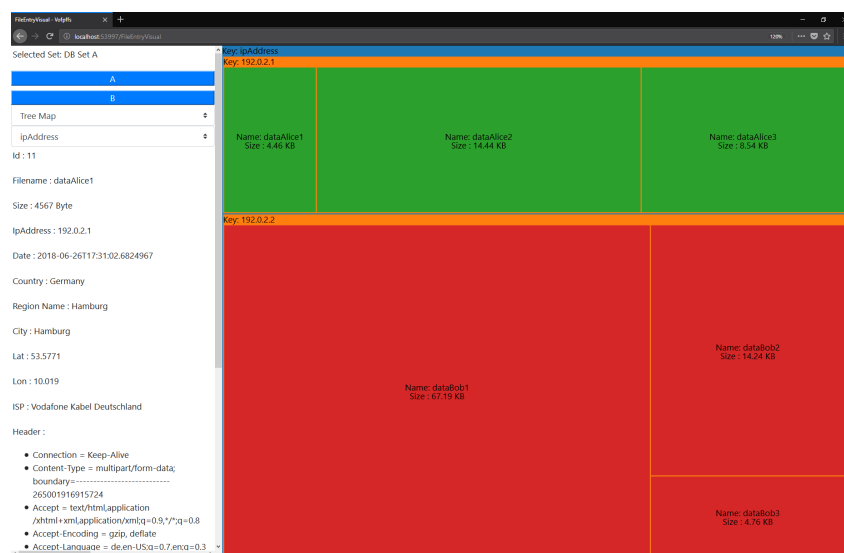 FileEntryVisual - Votpffs
localhost:53997/FileEntryVisual
120%
Selected Set: DB Set A
A
B
Tree Map
ipAddress
Id : 11
Filename : dataAlice1
Size : 4567 Byte
IpAddress : 192.0.2.1
Date : 2018-06-26T17:31:02.6824967
Country : Germany
Region Name : Hamburg
City : Hamburg
Lat : 53.5771
Lon : 10.019
ISP : Vodafone Kabel Deutschland
Header :
Connection = Keep-Alive
Content-Type = multipart/form-data;
boundary=---------------------------
265001916915724
Accept = text/html,application
/xhtml+xml,application/xml;q=0.9,*/*;q=0.8
Accept-Encoding = gzip, deflate
Accept-Language = de,en-US;q=0.7,en;q=0.3
Key: ipAddress
Key: 192.0.2.1
Name: dataAlice1
Size : 4.46 KB
Name: dataAlice2
Size : 14.44 KB
Name: dataAlice3
Size : 8.54 KB
Key: 192.0.2.2
Name: dataBob1
Size : 67.19 KB
Name: dataBob2
Size : 14.24 KB
Name: dataBob3
Size : 4.76 KB